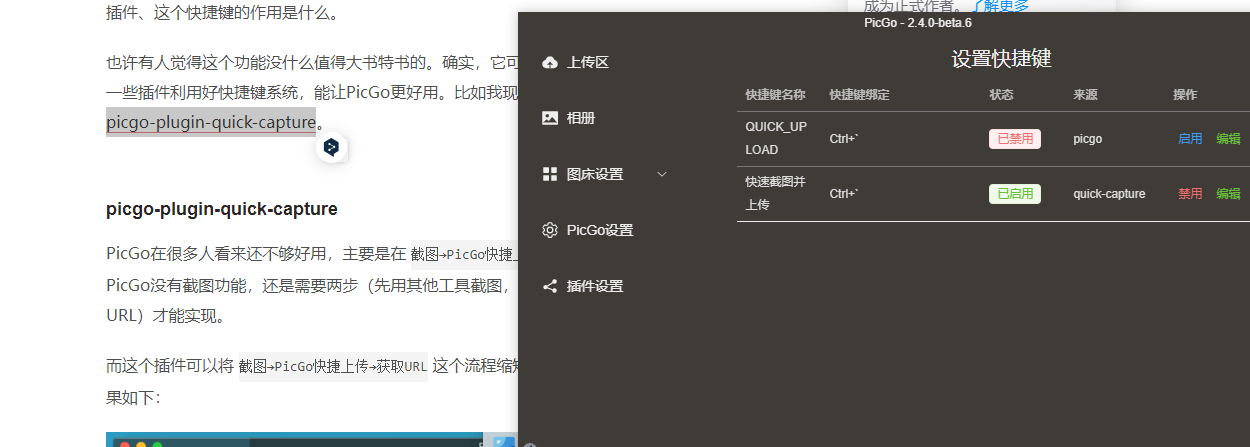 插件、这个快捷键的作用是什么。
也许有人觉得这个功能没什么值得大书特书的。确实，它可
一些插件利用好快捷键系统，能让PicGo更好用。比如我现
picgo-plugin-quick-capture。
picgo-plugin-quick-capture
PicGo在很多人看来还不够好用，主要是在 截图→PicGo快捷上
PicGo没有截图功能，还是需要两步（先用其他工具截图，
URL）才能实现。
而这个插件可以将 截图→PicGo快捷上传→获取URL 这个流程缩短
果如下：
成为正式作者。了解更多
PicGo - 2.4.0-beta.6
上传区
相册
图床设置
PicGo设置
插件设置
设置快捷键
快捷键名称 快捷键绑定 状态 来源 操作
QUICK_UP
LOAD
Ctrl+` 已禁用 picgo 启用 编辑
快速截图并
上传
Ctrl+` 已启用 quick-capture 禁用 编辑